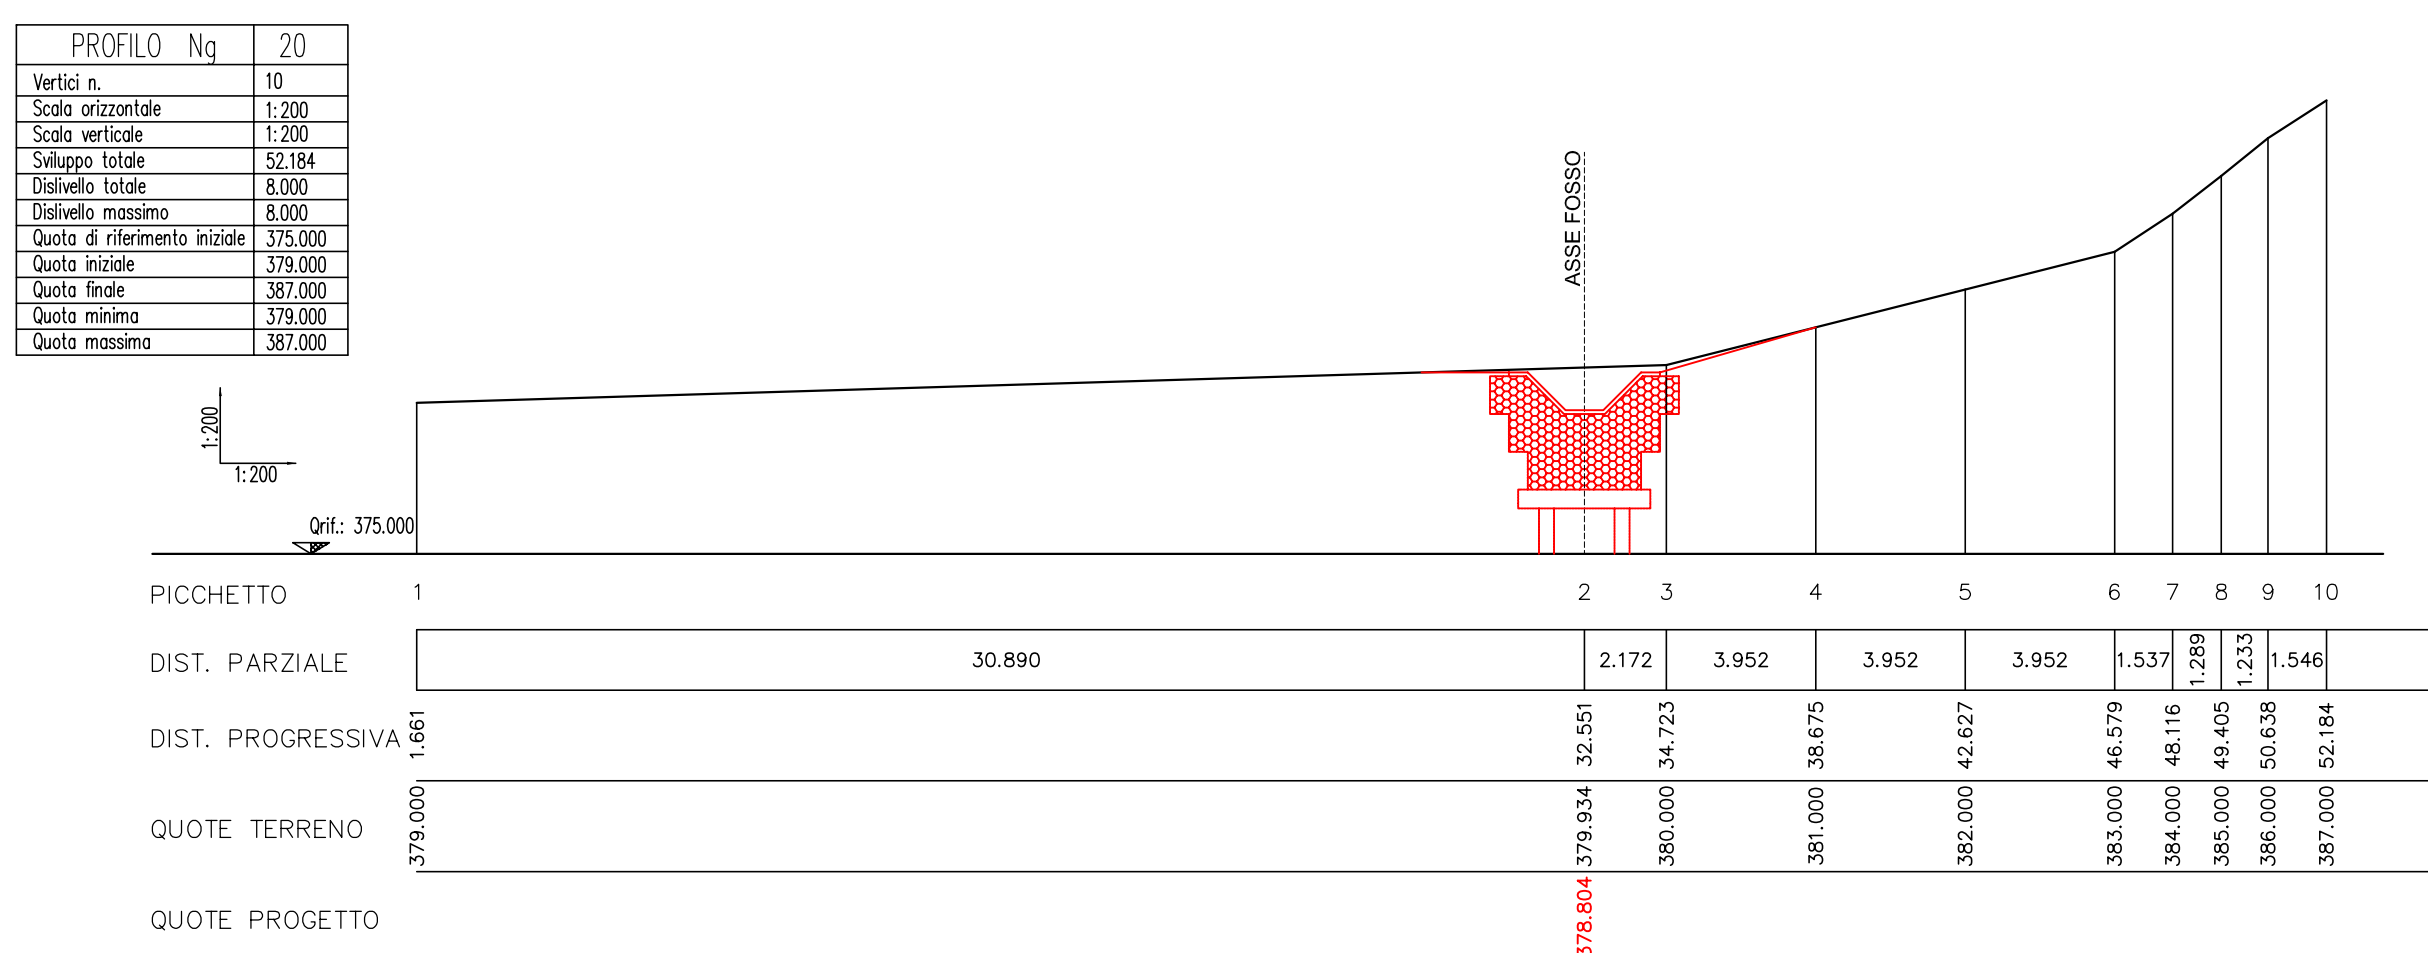 PROFILO Ng 20
Vertici n. 10
Scala orizzontale 1:200
Scala verticale 1:200
Sviluppo totale 52.184
Dislivello totale 8.000
Dislivello massimo 8.000
Quota di riferimento iniziale 375.000
Quota iniziale 379.000
Quota finale 387.000
Quota minima 379.000
Quota massima 387.000
ASSE FOSSO
1:200
1:200
Qrif.: 375.000
PICCHETTO 1 2 3 4 5 6 7 8 9 10
DIST. PARZIALE 30.890 2.172 3.952 3.952 3.952 1.537 1.289 1.233 1.546
DIST. PROGRESSIVA 1.661 32.551 34.723 38.675 42.627 46.579 48.116 49.405 50.638 52.184
QUOTE TERRENO 379.000 379.934 380.000 381.000 382.000 383.000 384.000 385.000 386.000 387.000
QUOTE PROGETTO 378.804